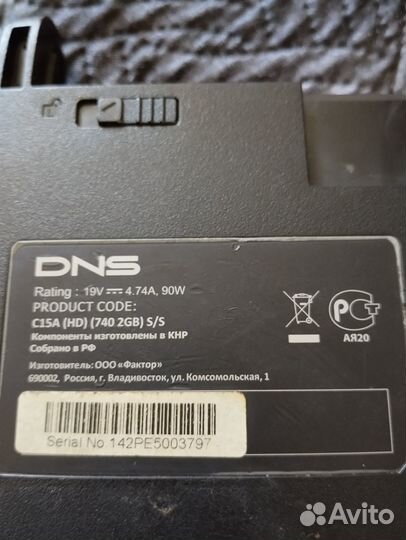 DNS
Rating : 19V ⎓ 4.74A, 90W
PRODUCT CODE:
C15A (HD) (740 2GB) S/S
Компоненты изготовлены в КНР
Собрано в РФ
Изготовитель: ООО «Фактор»
690002, Россия, г. Владивосток, ул. Комсомольская, 1
РСТ
АЯ20
Serial No 142PE5003797
Avito